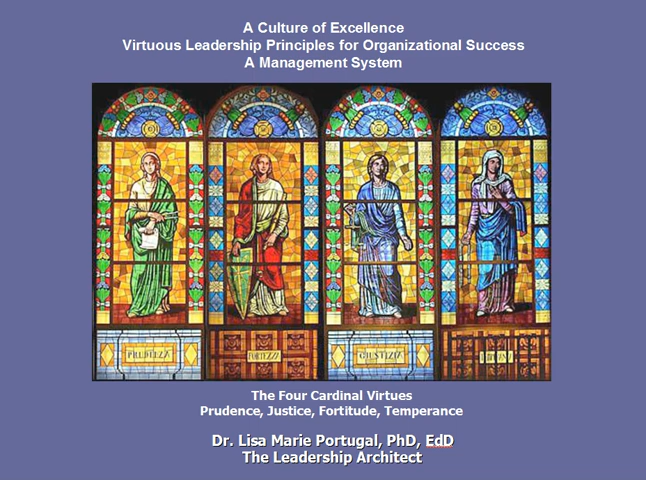 A Culture of Excellence
Virtuous Leadership Principles for Organizational Success
A Management System
PRUDEZZA FORTEZZA GIUSTIZIA
The Four Cardinal Virtues
Prudence, Justice, Fortitude, Temperance
Dr. Lisa Marie Portugal, PhD, EdD
The Leadership Architect